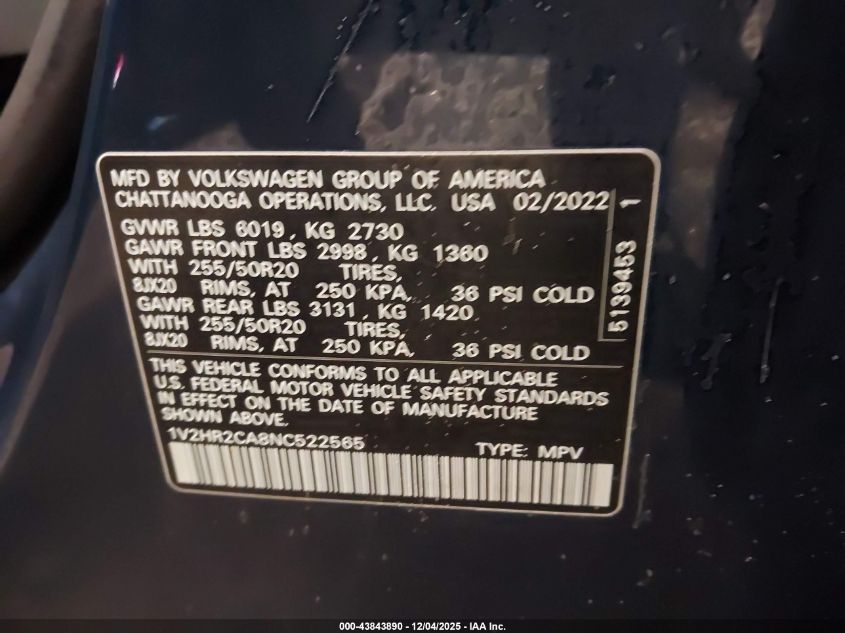 MFD BY VOLKSWAGEN GROUP OF AMERICA
CHATTANOOGA OPERATIONS, LLC. USA 02/2022
GVWR LBS 6019 , KG 2730
GAWR FRONT LBS 2998, KG 1360
WITH 255/50R20 TIRES,
8JX20 RIMS, AT 250 KPA, 36 PSI COLD
GAWR REAR LBS 3131, KG 1420
WITH 255/50R20 TIRES,
8JX20 RIMS, AT 250 KPA, 36 PSI COLD
5139453 1
THIS VEHICLE CONFORMS TO ALL APPLICABLE
U.S. FEDERAL MOTOR VEHICLE SAFETY STANDARDS
IN EFFECT ON THE DATE OF MANUFACTURE
SHOWN ABOVE.
1V2HR2CA8NC522565 TYPE: MPV
000-43843890 - 12/04/2025 - IAA Inc.